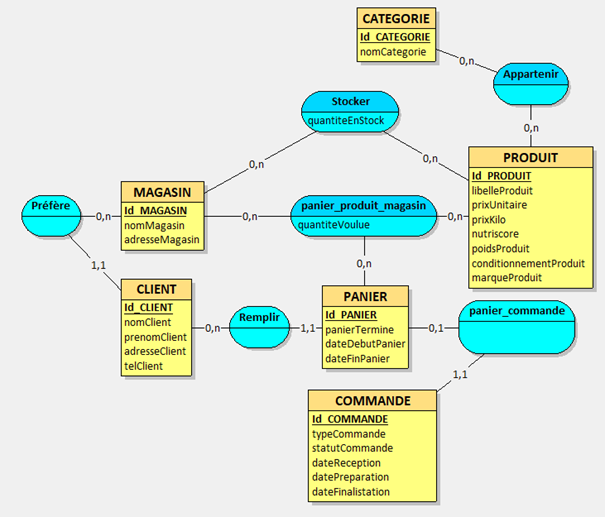 CATEGORIE
Id_CATEGORIE
nomCategorie
0,n
Appartenir
0,n
Stocker
quantiteEnStock
0,n
0,n
PRODUIT
Id_PRODUIT
libelleProduit
prixUnitaire
prixKilo
nutriscore
poidsProduit
conditionnementProduit
marqueProduit
MAGASIN
Id_MAGASIN
nomMagasin
adresseMagasin
Préfère
0,n
0,n
panier_produit_magasin
quantiteVoulue
0,n
0,n
1,1
CLIENT
Id_CLIENT
nomClient
prenomClient
adresseClient
telClient
0,n
Remplir
1,1
PANIER
Id_PANIER
panierTermine
dateDebutPanier
dateFinPanier
0,1
panier_commande
1,1
COMMANDE
Id_COMMANDE
typeCommande
statutCommande
dateReception
datePreparation
dateFinalistation